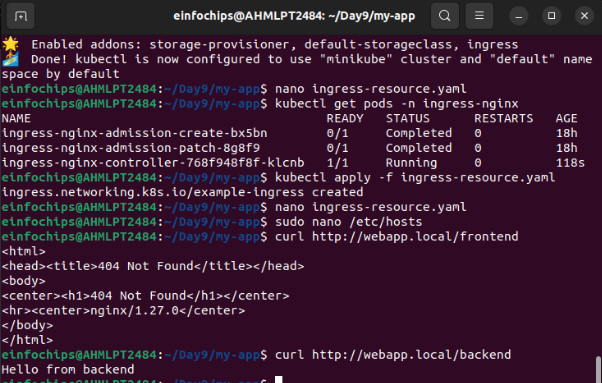 einfochips@AHMLPT2484: ~/Day9/my-app
Enabled addons: storage-provisioner, default-storageclass, ingress
Done! kubectl is now configured to use "minikube" cluster and "default" name
space by default
einfochips@AHMLPT2484:~/Day9/my-app$ nano ingress-resource.yaml
einfochips@AHMLPT2484:~/Day9/my-app$ kubectl get pods -n ingress-nginx
NAME READY STATUS RESTARTS AGE
ingress-nginx-admission-create-bx5bn 0/1 Completed 0 18h
ingress-nginx-admission-patch-8g8f9 0/1 Completed 0 18h
ingress-nginx-controller-768f948f8f-klcnb 1/1 Running 0 118s
einfochips@AHMLPT2484:~/Day9/my-app$ kubectl apply -f ingress-resource.yaml
ingress.networking.k8s.io/example-ingress created
einfochips@AHMLPT2484:~/Day9/my-app$ nano ingress-resource.yaml
einfochips@AHMLPT2484:~/Day9/my-app$ sudo nano /etc/hosts
einfochips@AHMLPT2484:~/Day9/my-app$ curl http://webapp.local/frontend
<html>
<head><title>404 Not Found</title></head>
<body>
<center><h1>404 Not Found</h1></center>
<hr><center>nginx/1.27.0</center>
</body>
</html>
einfochips@AHMLPT2484:~/Day9/my-app$ curl http://webapp.local/backend
Hello from backend
einfochips@AHMLPT2484:~/Day9/my-app$